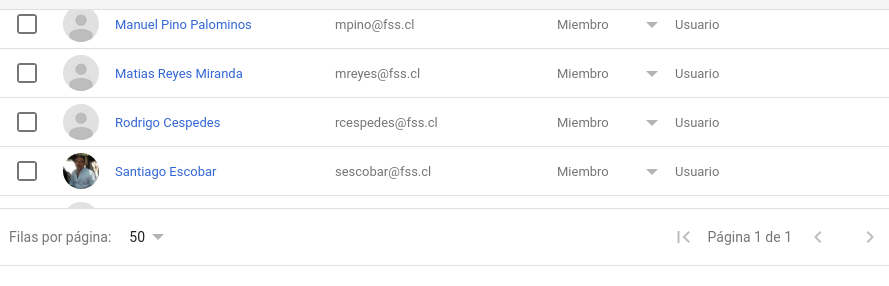 Manuel Pino Palominos mpino@fss.cl Miembro Usuario
Matias Reyes Miranda mreyes@fss.cl Miembro Usuario
Rodrigo Cespedes rcespedes@fss.cl Miembro Usuario
Santiago Escobar sescobar@fss.cl Miembro Usuario
Filas por página: 50 Página 1 de 1